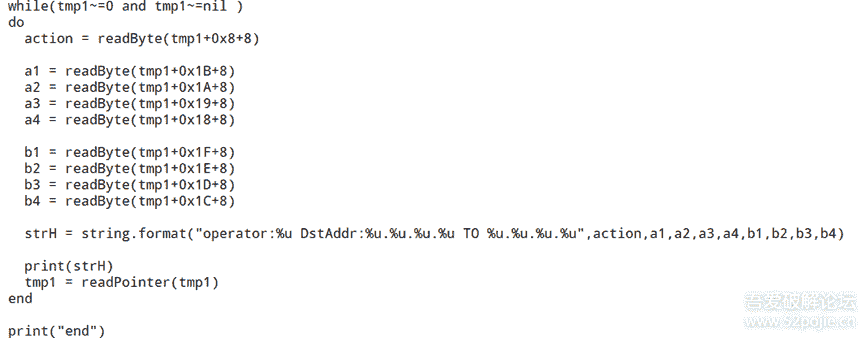 while(tmp1~=0 and tmp1~=nil )
do
  action = readByte(tmp1+0x8+8)
  a1 = readByte(tmp1+0x1B+8)
  a2 = readByte(tmp1+0x1A+8)
  a3 = readByte(tmp1+0x19+8)
  a4 = readByte(tmp1+0x18+8)
  b1 = readByte(tmp1+0x1F+8)
  b2 = readByte(tmp1+0x1E+8)
  b3 = readByte(tmp1+0x1D+8)
  b4 = readByte(tmp1+0x1C+8)
  strH = string.format("operator:%u DstAddr:%u.%u.%u.%u TO %u.%u.%u.%u",action,a1,a2,a3,a4,b1,b2,b3,b4)
  print(strH)
  tmp1 = readPointer(tmp1)
end
print("end")
吾爱破解论坛
www.52pojie.cn